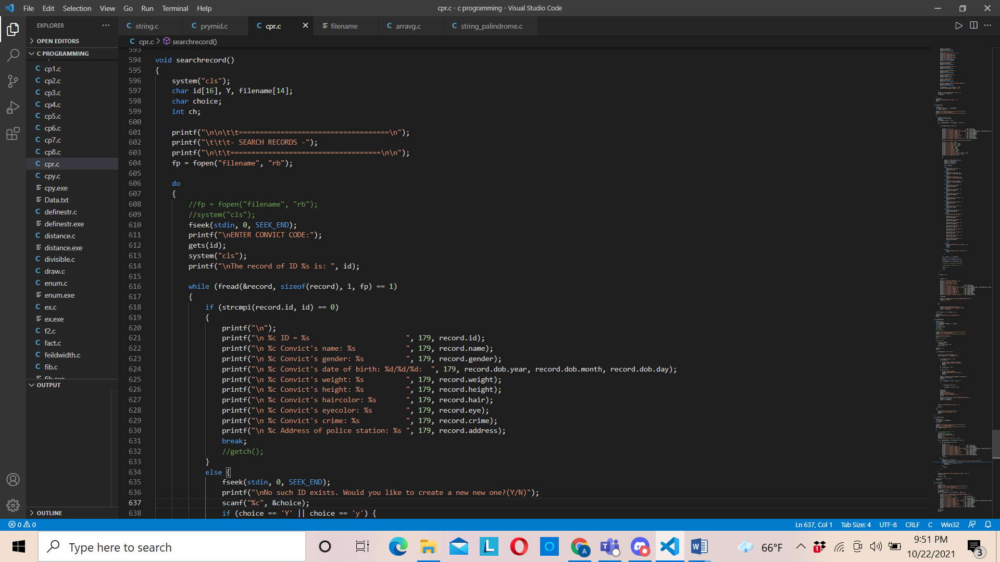 File Edit Selection View Go Run Terminal Help
cpr.c - c programming - Visual Studio Code
EXPLORER
string.c
prymid.c
cpr.c
filename
arravg.c
string_palindrome.c
OPEN EDITORS
C PROGRAMMING
cp1.c
cp2.c
cp3.c
cp4.c
cp5.c
cp6.c
cp7.c
cp8.c
cpr.c
cpy.c
cpy.exe
Data.txt
definestr.c
definestr.exe
distance.c
distance.exe
divisible.c
draw.c
enum.c
enum.exe
ex.c
ex.exe
f2.c
fact.c
feildwidth.c
fib.c
fib.exe
OUTPUT
OUTLINE
cpr.c > searchrecord()
593
594 void searchrecord()
595 {
596 system("cls");
597 char id[16], Y, filename[14];
598 char choice;
599 int ch;
600
601 printf("\n\n\t\t====================================\n");
602 printf("\t\t\t- SEARCH RECORDS -");
603 printf("\n\t\t====================================\n\n");
604 fp = fopen("filename", "rb");
605
606 do
607 {
608 //fp = fopen("filename", "rb");
609 //system("cls");
610 fseek(stdin, 0, SEEK_END);
611 printf("\nENTER CONVICT CODE:");
612 gets(id);
613 system("cls");
614 printf("\nThe record of ID %s is: ", id);
615
616 while (fread(&record, sizeof(record), 1, fp) == 1)
617 {
618 if (strcmpi(record.id, id) == 0)
619 {
620 printf("\n");
621 printf("\n %c ID = %s                       ", 179, record.id);
622 printf("\n %c Convict's name: %s            ", 179, record.name);
623 printf("\n %c Convict's gender: %s          ", 179, record.gender);
624 printf("\n %c Convict's date of birth: %d/%d/%d:  ", 179, record.dob.year, record.dob.month, record.dob.day);
625 printf("\n %c Convict's weight: %s          ", 179, record.weight);
626 printf("\n %c Convict's height: %s          ", 179, record.height);
627 printf("\n %c Convict's haircolor: %s       ", 179, record.hair);
628 printf("\n %c Convict's eyecolor: %s        ", 179, record.eye);
629 printf("\n %c Convict's crime: %s           ", 179, record.crime);
630 printf("\n %c Address of police station: %s ", 179, record.address);
631 break;
632 //getch();
633 }
634 else {
635 fseek(stdin, 0, SEEK_END);
636 printf("\nNo such ID exists. Would you like to create a new new one?(Y/N)");
637 scanf("%c", &choice);
638 if (choice == 'Y' || choice == 'y') {
0 0
Ln 637, Col 1 Tab Size: 4 UTF-8 CRLF C Win32
Type here to search
66°F
1
9:51 PM
10/22/2021
3